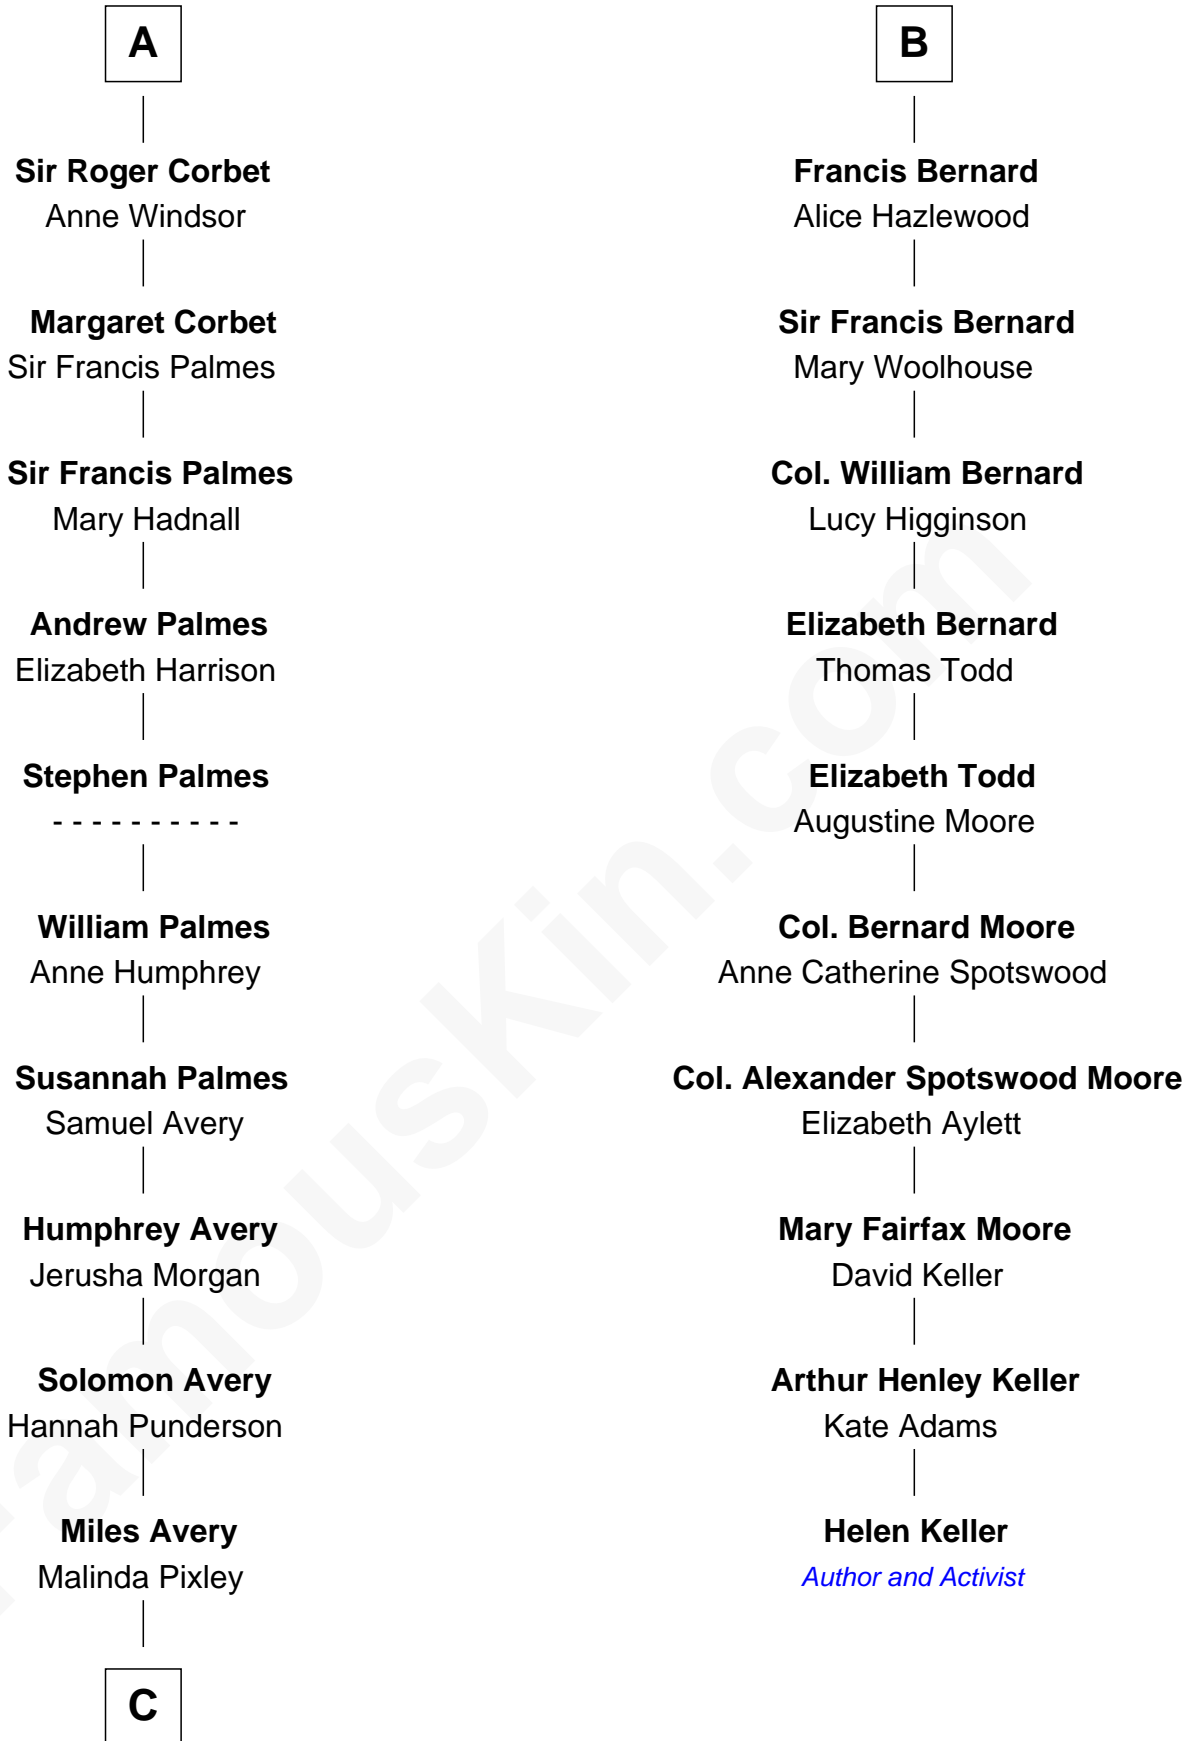 A
Sir Roger Corbet
Anne Windsor
Margaret Corbet
Sir Francis Palmes
Sir Francis Palmes
Mary Hadnall
Andrew Palmes
Elizabeth Harrison
Stephen Palmes
- - - - - - - - - -
William Palmes
Anne Humphrey
Susannah Palmes
Samuel Avery
Humphrey Avery
Jerusha Morgan
Solomon Avery
Hannah Punderson
Miles Avery
Malinda Pixley
C
B
Francis Bernard
Alice Hazlewood
Sir Francis Bernard
Mary Woolhouse
Col. William Bernard
Lucy Higginson
Elizabeth Bernard
Thomas Todd
Elizabeth Todd
Augustine Moore
Col. Bernard Moore
Anne Catherine Spotswood
Col. Alexander Spotswood Moore
Elizabeth Aylett
Mary Fairfax Moore
David Keller
Arthur Henley Keller
Kate Adams
Helen Keller
Author and Activist
FamousKin.com